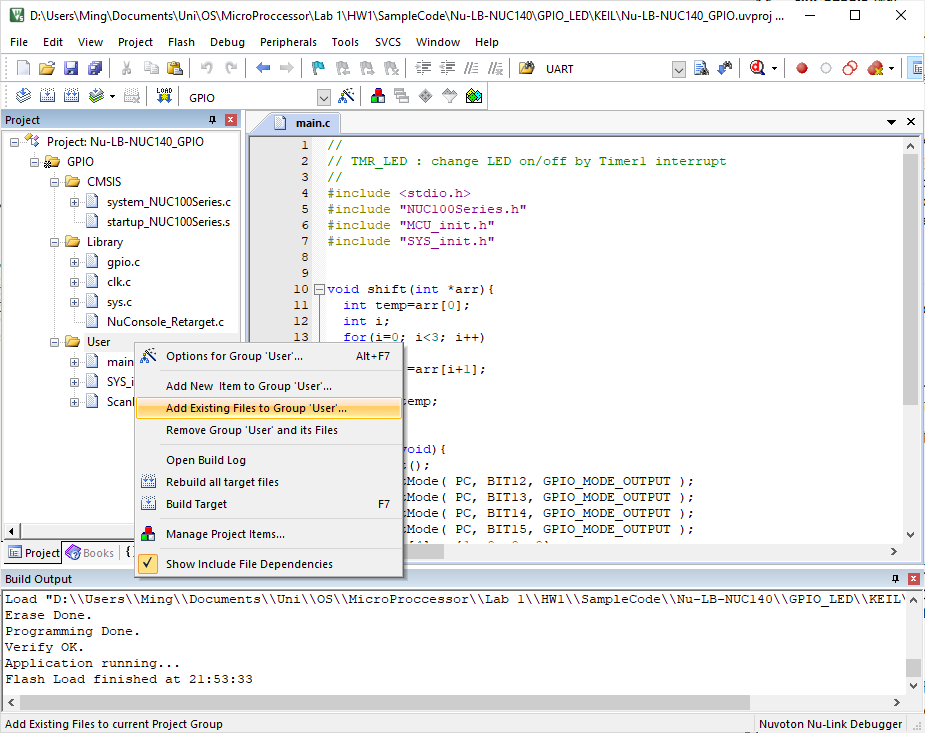 D:\Users\Ming\Documents\Uni\OS\MicroProccessor\Lab 1\HW1\SampleCode\Nu-LB-NUC140\GPIO_LED\KEIL\Nu-LB-NUC140_GPIO.uvproj ...
File Edit View Project Flash Debug Peripherals Tools SVCS Window Help
UART
LOAD GPIO
Project
main.c
Project: Nu-LB-NUC140_GPIO
GPIO
CMSIS
system_NUC100Series.c
startup_NUC100Series.s
Library
gpio.c
clk.c
sys.c
NuConsole_Retarget.c
User
main
SYS_i
Scanl
1 //
2 // TMR_LED : change LED on/off by Timer1 interrupt
3 //
4 #include <stdio.h>
5 #include "NUC100Series.h"
6 #include "MCU_init.h"
7 #include "SYS_init.h"
8
9
10 void shift(int *arr){
11 int temp=arr[0];
12 int i;
13 for(i=0; i<3; i++)
=arr[i+1];
temp;
void){
t();
tMode( PC, BIT12, GPIO_MODE_OUTPUT );
tMode( PC, BIT13, GPIO_MODE_OUTPUT );
tMode( PC, BIT14, GPIO_MODE_OUTPUT );
tMode( PC, BIT15, GPIO_MODE_OUTPUT );
Options for Group 'User'... Alt+F7
Add New Item to Group 'User'...
Add Existing Files to Group 'User'...
Remove Group 'User' and its Files
Open Build Log
Rebuild all target files
Build Target F7
Manage Project Items...
Show Include File Dependencies
Project Books {
Build Output
Load "D:\\Users\\Ming\\Documents\\Uni\\OS\\MicroProccessor\\Lab 1\\HW1\\SampleCode\\Nu-LB-NUC140\\GPIO_LED\\KEIL\
Erase Done.
Programming Done.
Verify OK.
Application running...
Flash Load finished at 21:53:33
Add Existing Files to current Project Group
Nuvoton Nu-Link Debugger